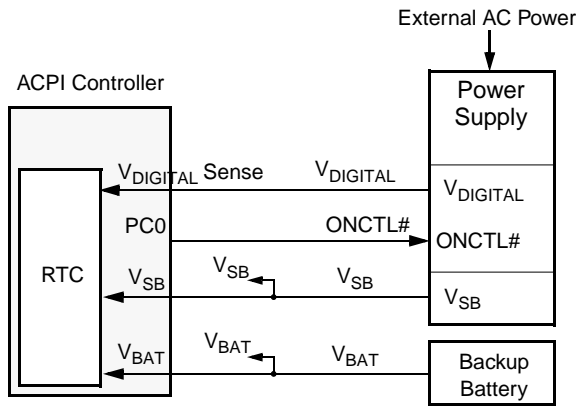 External AC Power
ACPI Controller
Power
Supply
VDIGITAL Sense
VDIGITAL
VDIGITAL
PC0
ONCTL#
ONCTL#
RTC
VSB
VSB
VSB
VSB
VBAT
VBAT
VBAT
Backup
Battery